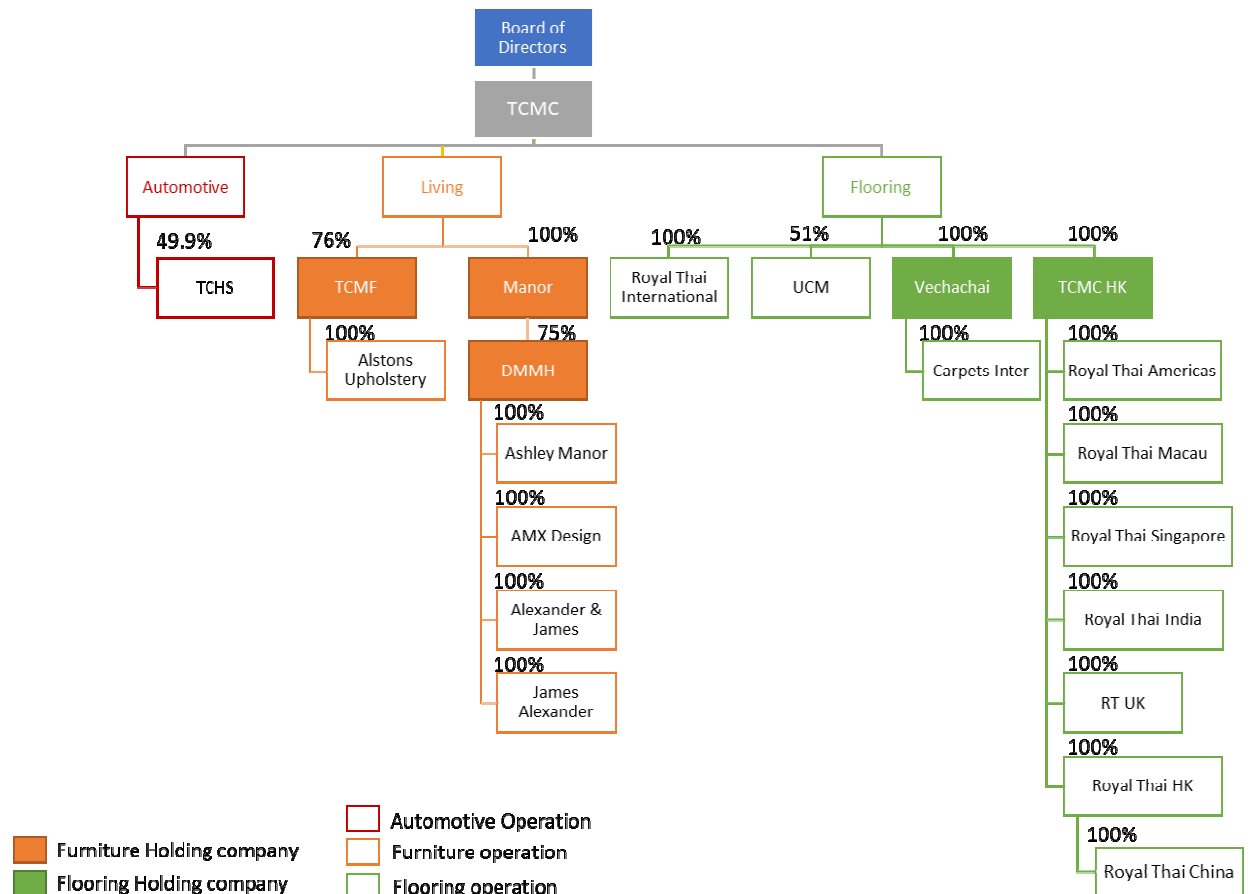 Board of
Directors
TCMC
Automotive
Living
Flooring
49.9%
76%
100%
100%
51%
100%
100%
TCHS
TCMF
Manor
Royal Thai
International
UCM
Vechachai
TCMC HK
100%
75%
100%
100%
Alstons
Upholstery
DMMH
Carpets Inter
Royal Thai Americas
100%
100%
Ashley Manor
Royal Thai Macau
100%
100%
AMX Design
Royal Thai Singapore
100%
100%
Alexander &
James
Royal Thai India
100%
100%
James
Alexander
RT UK
100%
Royal Thai HK
100%
Royal Thai China
Automotive Operation
Furniture Holding company
Furniture operation
Flooring Holding company
Flooring operation